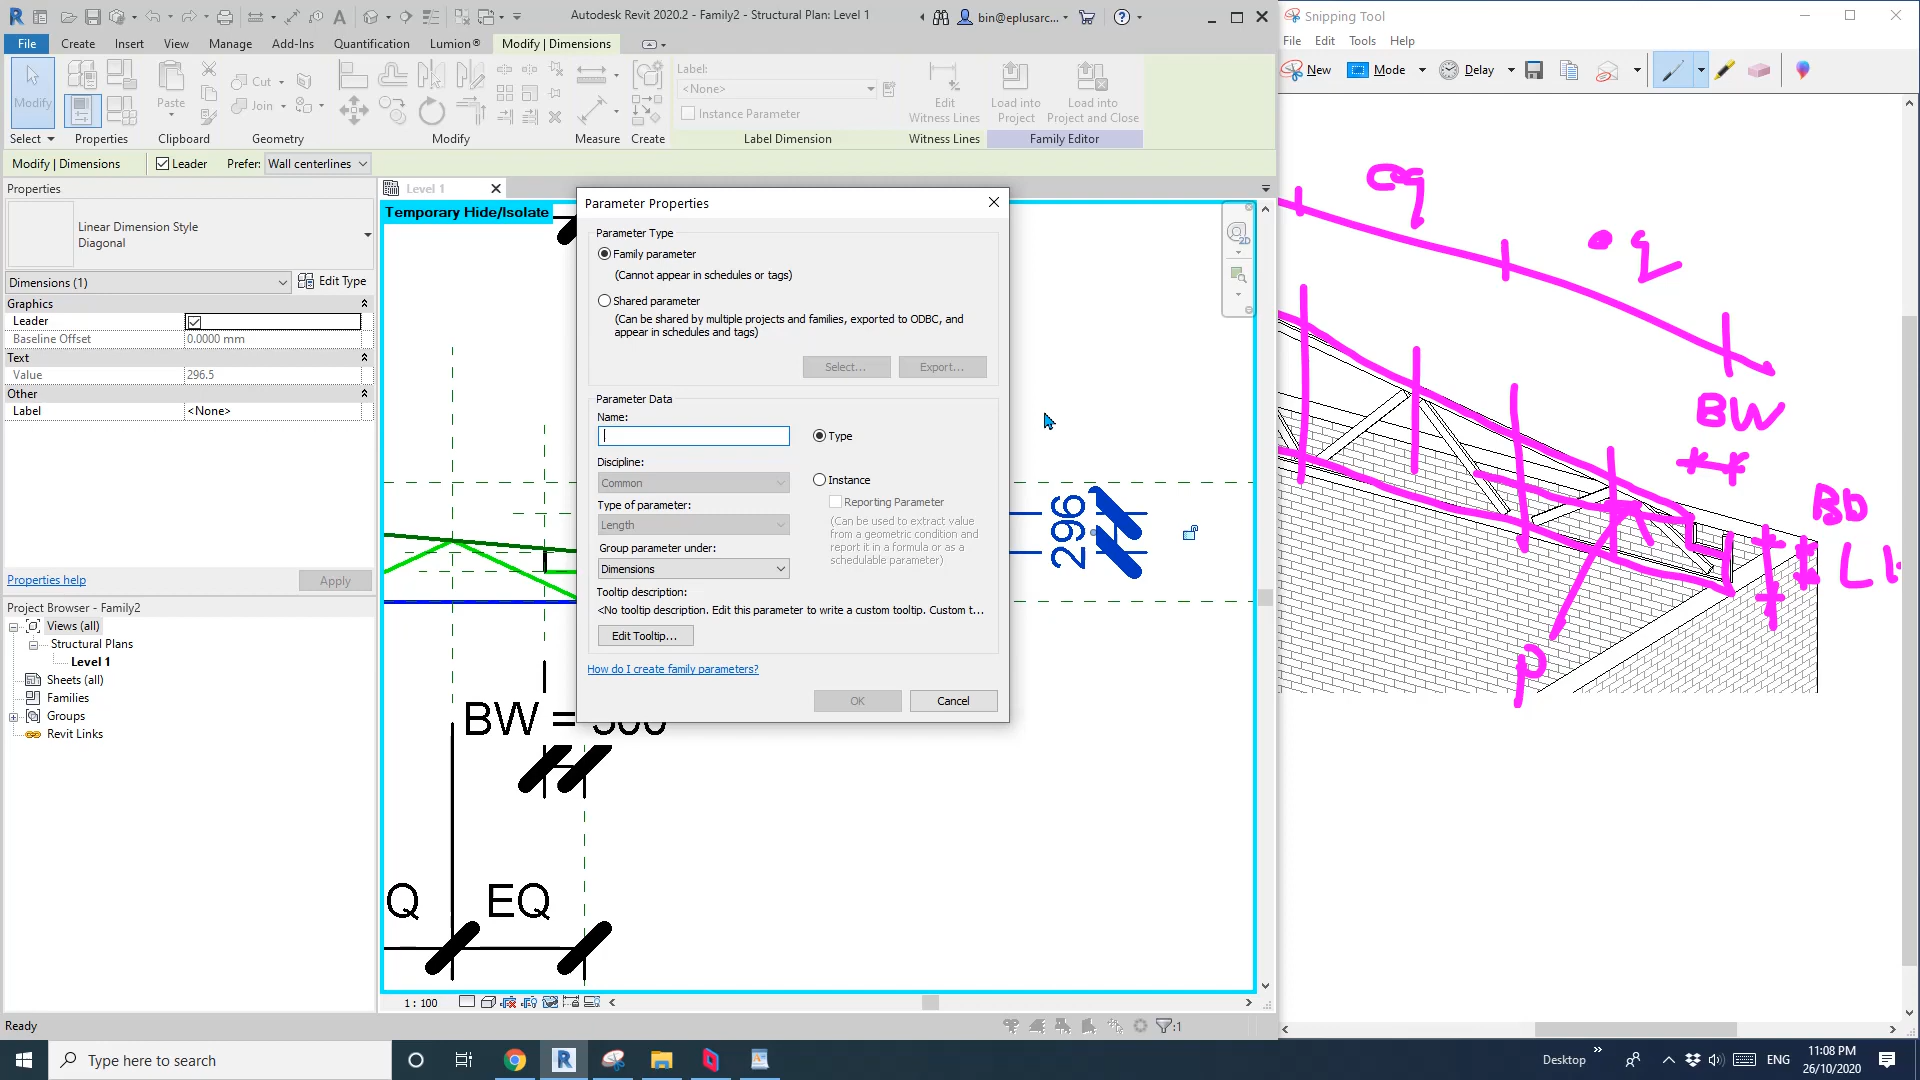 Autodesk Revit 2020.2 - Family2 - Structural Plan: Level 1
bin@eplusarc...
File Create Insert View Manage Add-Ins Quantification Lumion® Modify | Dimensions
Modify
Paste
Cut
Join
Label:
<None>
Instance Parameter
Edit
Witness Lines
Load into
Project
Load into
Project and Close
Select Properties Clipboard Geometry Modify Measure Create Label Dimension Witness Lines Family Editor
Modify | Dimensions Leader Prefer: Wall centerlines
Properties
Linear Dimension Style
Diagonal
Dimensions (1) Edit Type
Graphics
Leader
Baseline Offset 0.0000 mm
Text
Value 296.5
Other
Label <None>
Properties help Apply
Project Browser - Family2
Views (all)
Structural Plans
Level 1
Sheets (all)
Families
Groups
Revit Links
Level 1
Temporary Hide/Isolate
2D
296
BW = 500
Q EQ
1 : 100
Parameter Properties
Parameter Type
Family parameter
(Cannot appear in schedules or tags)
Shared parameter
(Can be shared by multiple projects and families, exported to ODBC, and
appear in schedules and tags)
Select... Export...
Parameter Data
Name:
Type
Discipline:
Common
Instance
Reporting Parameter
(Can be used to extract value
from a geometric condition and
report it in a formula or as a
schedulable parameter)
Type of parameter:
Length
Group parameter under:
Dimensions
Tooltip description:
<No tooltip description. Edit this parameter to write a custom tooltip. Custom t...
Edit Tooltip...
How do I create family parameters?
OK Cancel
Snipping Tool
File Edit Tools Help
New Mode Delay
BW
BD
P
Ready
:1
Type here to search
Desktop
ENG
11:08 PM
26/10/2020